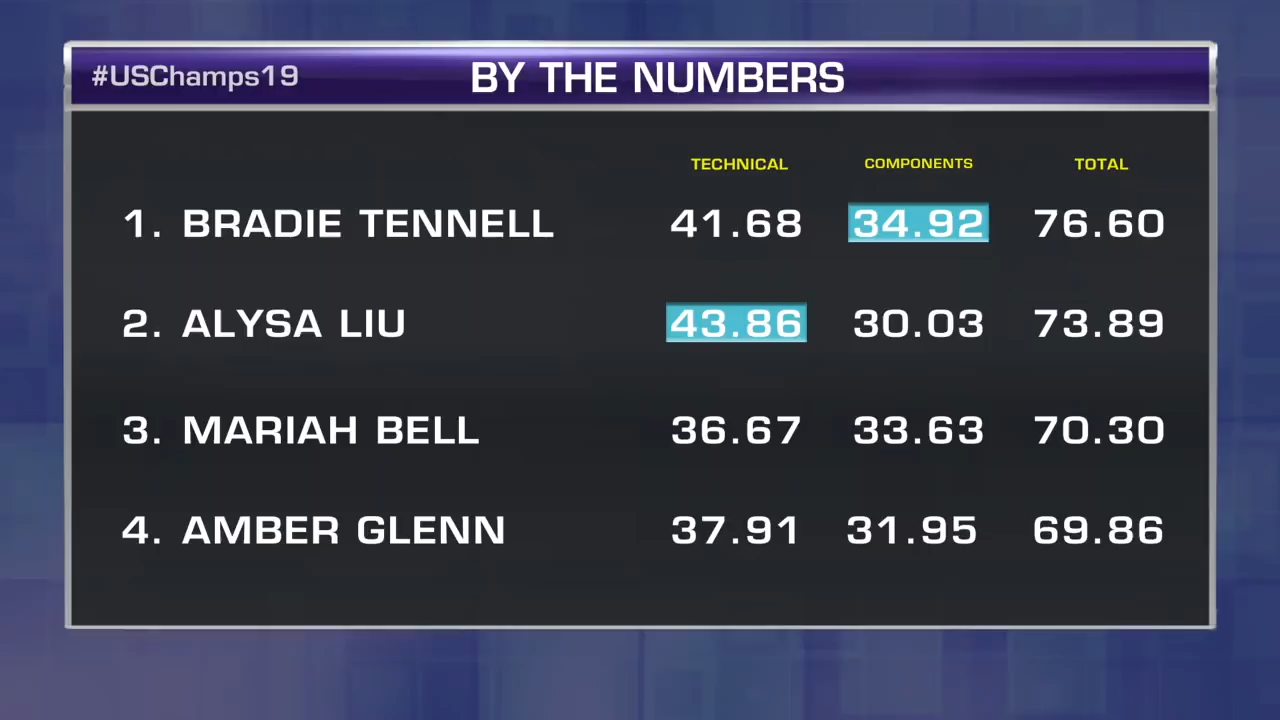 #USChamps19 BY THE NUMBERS
TECHNICAL COMPONENTS TOTAL
1. BRADIE TENNELL 41.68 34.92 76.60
2. ALYSA LIU 43.86 30.03 73.89
3. MARIAH BELL 36.67 33.63 70.30
4. AMBER GLENN 37.91 31.95 69.86